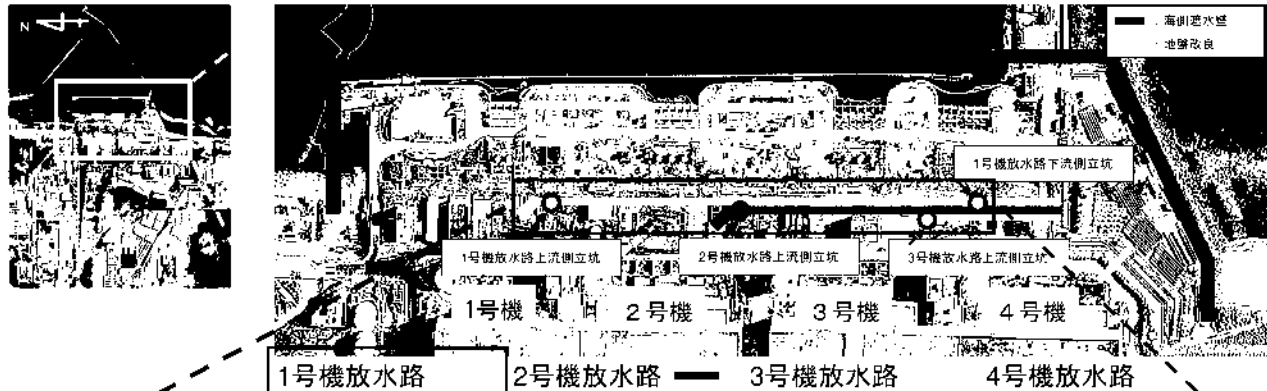 N
海側遮水壁
地盤改良
1号機放水路下流側立坑
1号機放水路上流側立坑
2号機放水路上流側立坑
3号機放水路上流側立坑
1号機
2号機
3号機
4号機
1号機放水路
2号機放水路
3号機放水路
4号機放水路